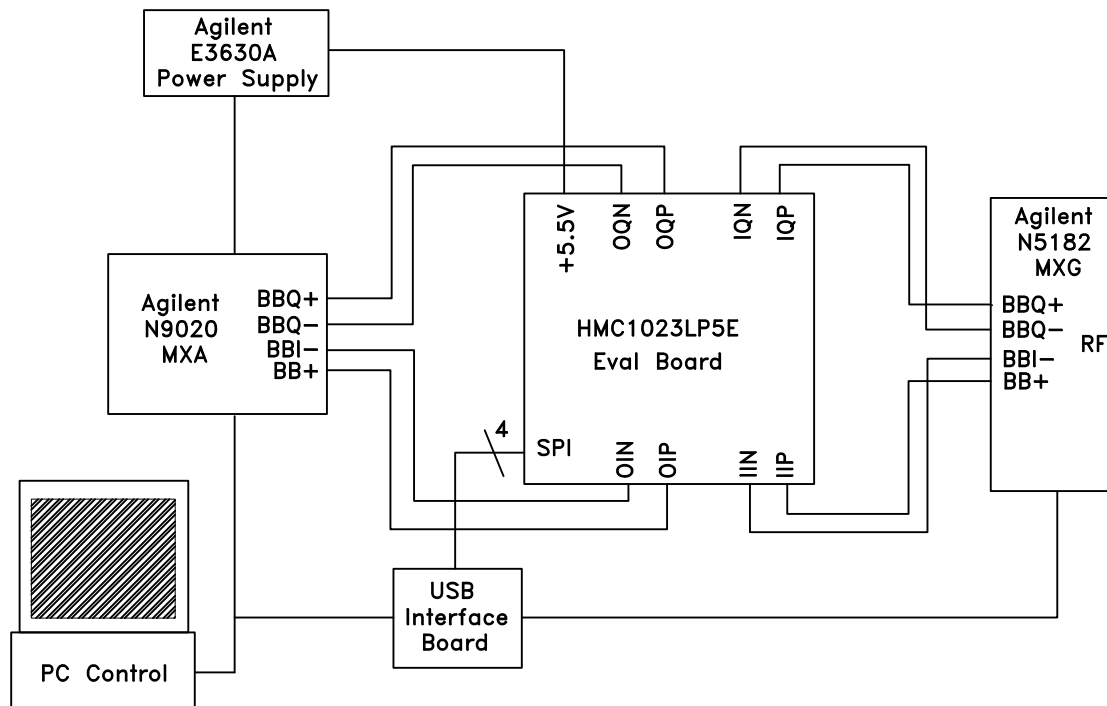 Agilent
E3630A
Power Supply
+5.5V
OQN
OQP
IQN
IQP
Agilent
N5182
MXG
BBQ+
BBQ-
BBI-
BB+
RF
Agilent
N9020
MXA
BBQ+
BBQ-
BBI-
BB+
HMC1023LP5E
Eval Board
4
SPI
OIN
OIP
IIN
IIP
USB
Interface
Board
PC Control